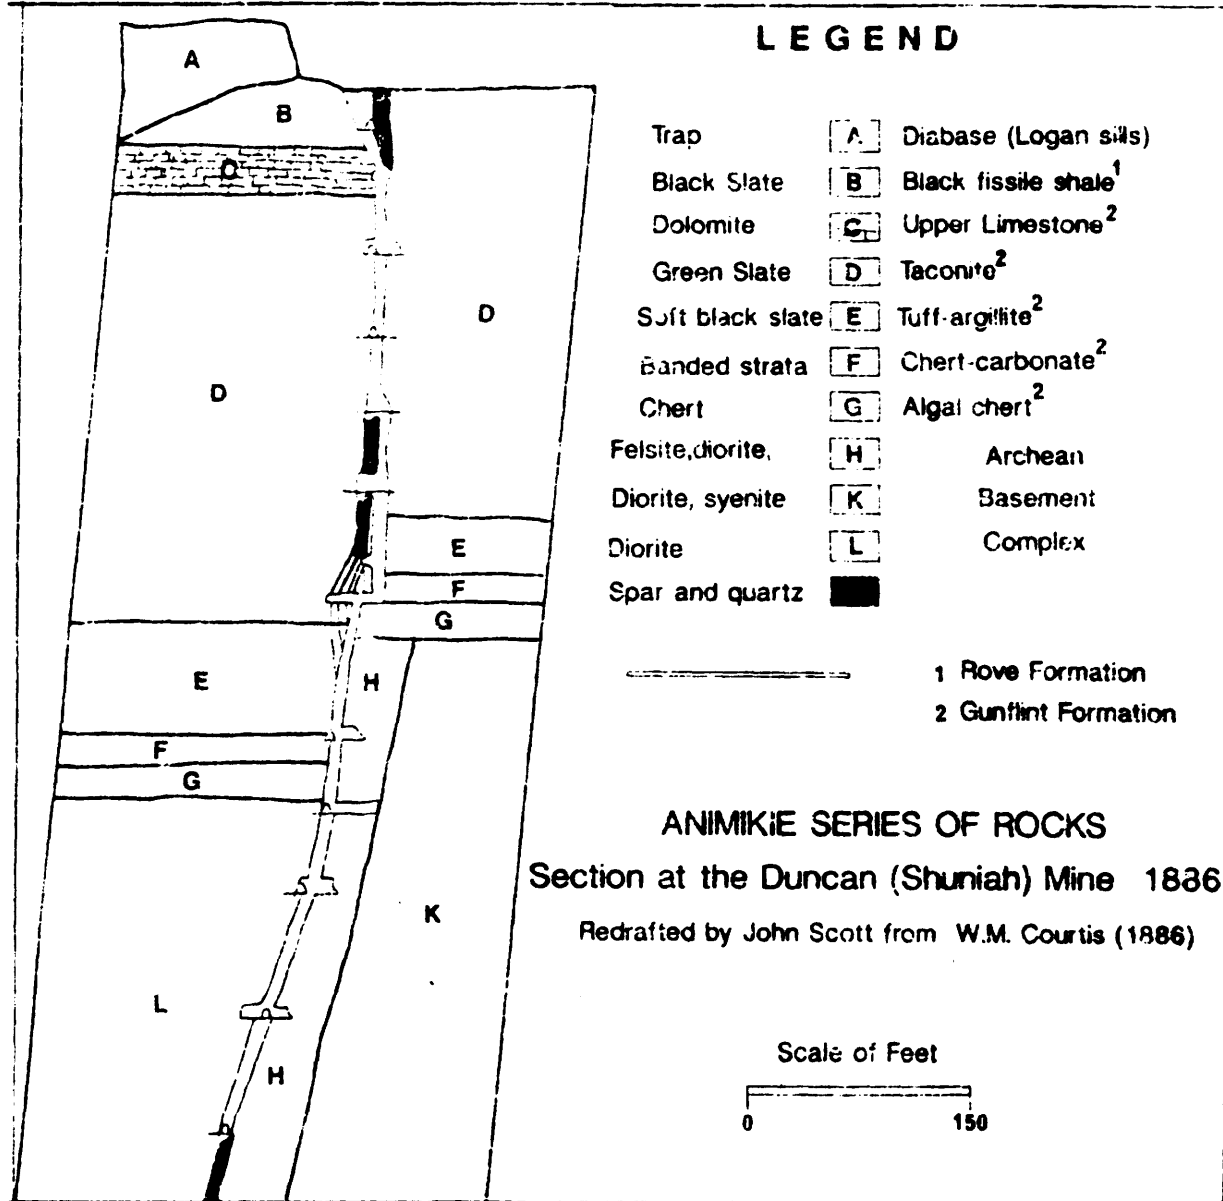 LEGEND
Trap A Diabase (Logan sills)
Black Slate B Black fissile shale1
Dolomite C Upper Limestone2
Green Slate D Taconite2
Soft black slate E Tuff-argillite2
Banded strata F Chert-carbonate2
Chert G Algal chert2
Felsite,diorite, H Archean
Diorite, syenite K Basement
Diorite L Complex
Spar and quartz
1 Rove Formation
2 Gunflint Formation
ANIMIKIE SERIES OF ROCKS
Section at the Duncan (Shuniah) Mine 1886
Redrafted by John Scott from W.M. Courtis (1886)
Scale of Feet
0 150
A
B
C
D
D
E
F
G
E
H
F
G
K
L
H